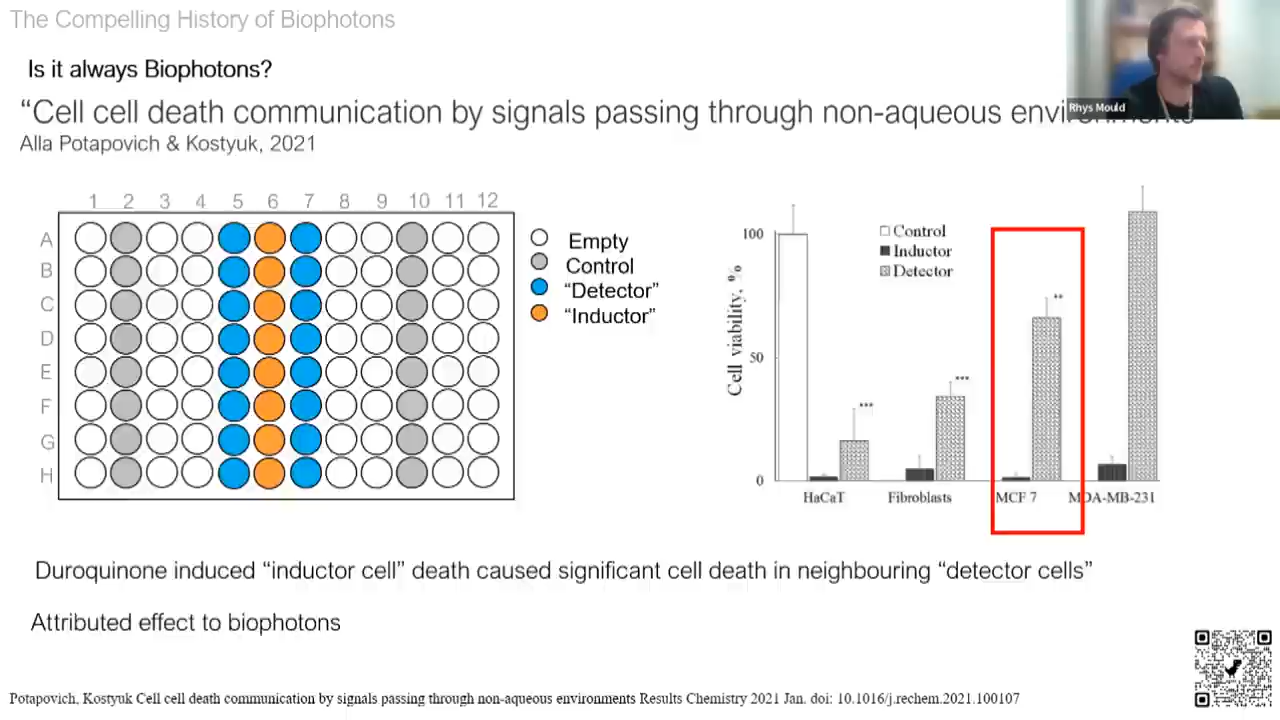 The Compelling History of Biophotons
Rhys Mould
Is it always Biophotons?
“Cell cell death communication by signals passing through non-aqueous environments
Alla Potapovich & Kostyuk, 2021
1 2 3 4 5 6 7 8 9 10 11 12
A
B
C
D
E
F
G
H
Empty
Control
“Detector”
“Inductor”
Cell viability, %
100
50
0
Control
Inductor
Detector
***
***
**
HaCaT Fibroblasts MCF 7 MDA-MB-231
Duroquinone induced “inductor cell” death caused significant cell death in neighbouring “detector cells”
Attributed effect to biophotons
Potapovich, Kostyuk Cell cell death communication by signals passing through non-aqueous environments Results Chemistry 2021 Jan. doi: 10.1016/j.rechem.2021.100107